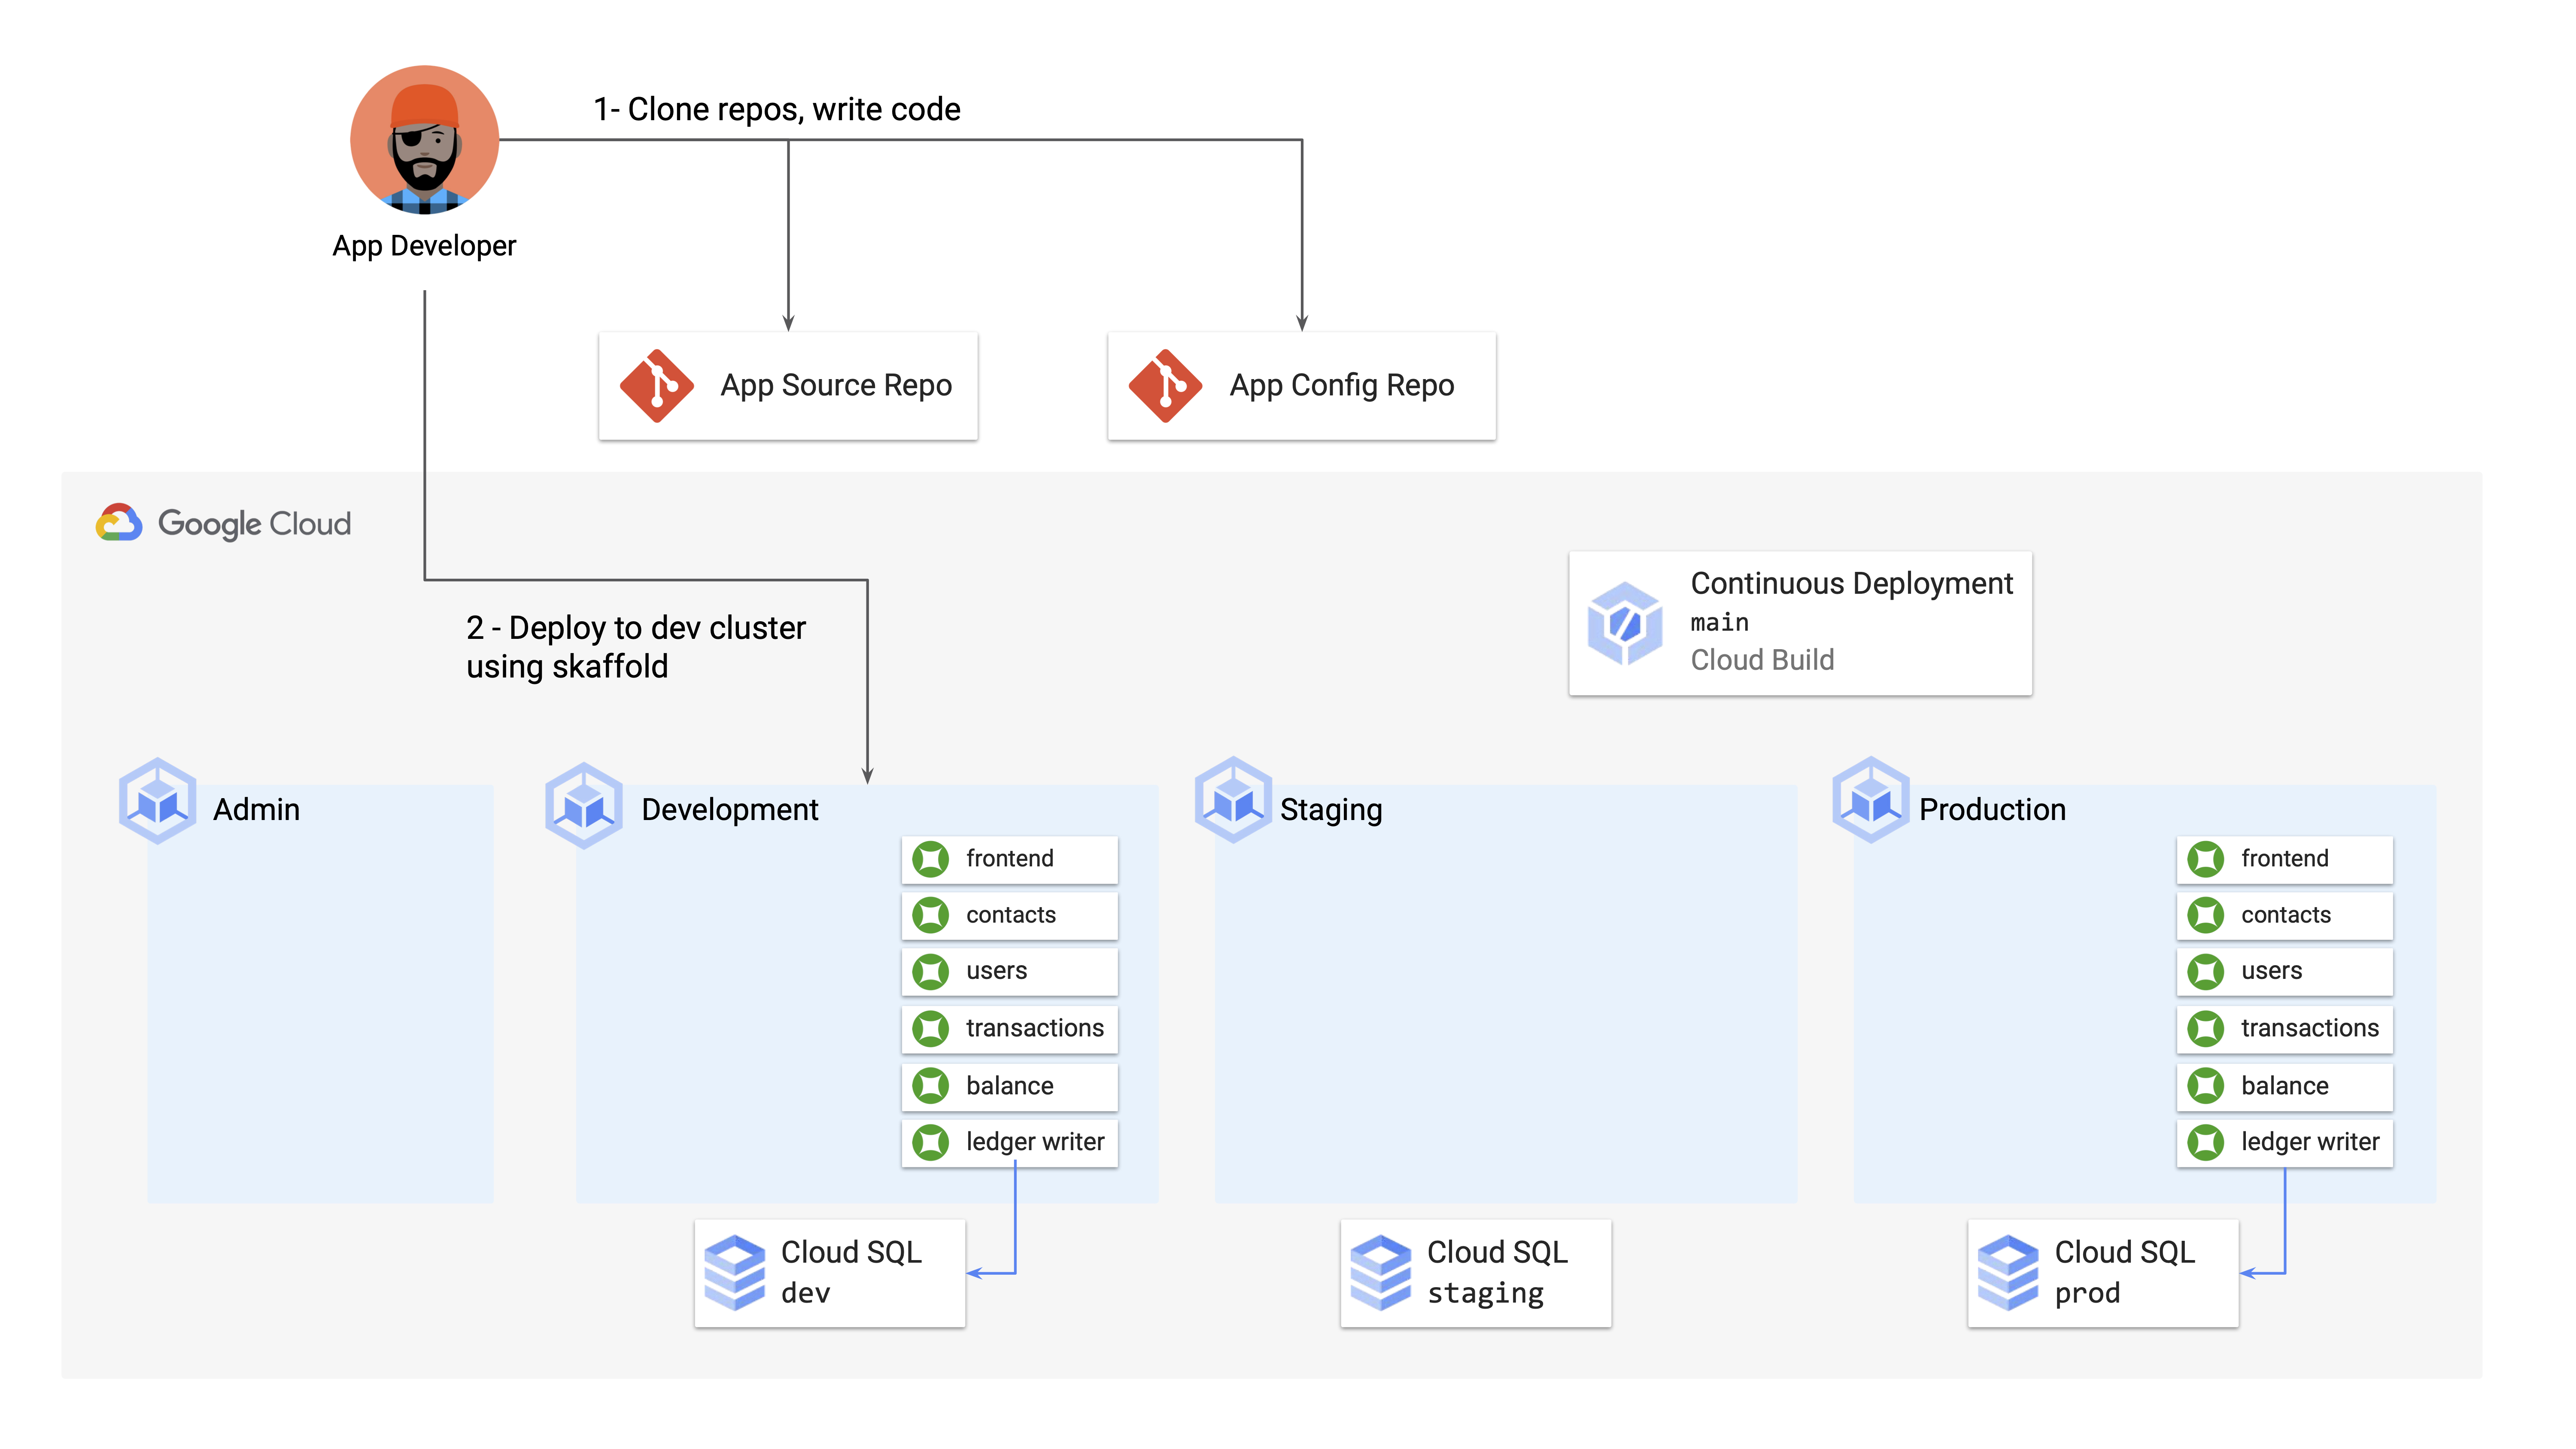 1- Clone repos, write code
App Developer
App Source Repo
App Config Repo
Google Cloud
2 - Deploy to dev cluster
using skaffold
Continuous Deployment
main
Cloud Build
Admin
Development
frontend
contacts
users
transactions
balance
ledger writer
Cloud SQL
dev
Staging
Cloud SQL
staging
Production
frontend
contacts
users
transactions
balance
ledger writer
Cloud SQL
prod